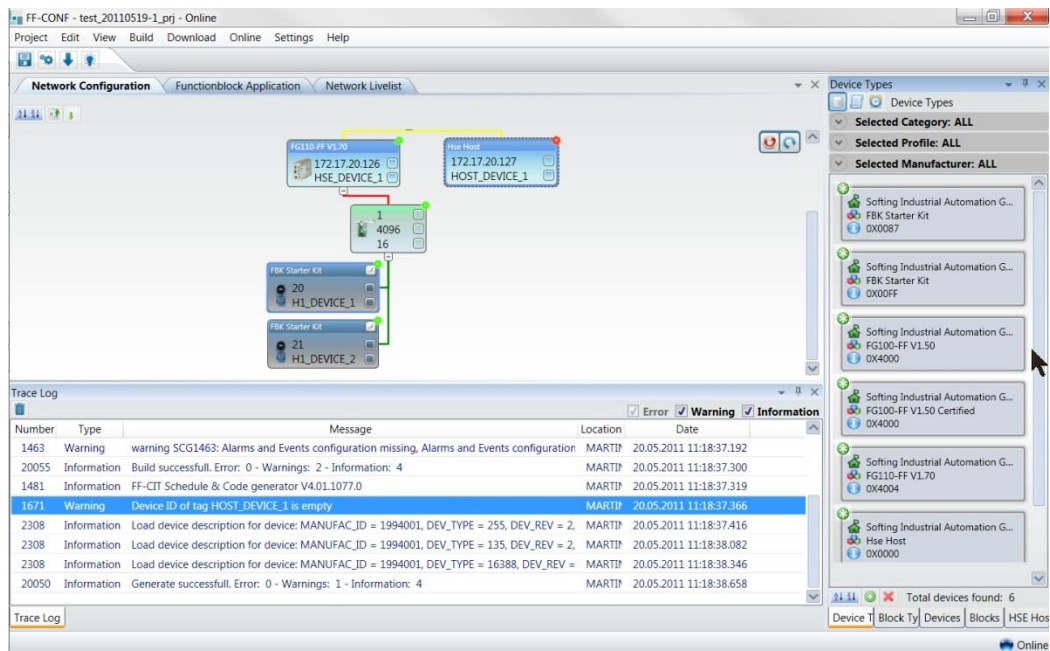 FF-CONF - test_20110519-1_prj - Online
Project Edit View Build Download Online Settings Help
Network Configuration Functionblock Application Network Livelist
FG110-FF V1.70
172.17.20.126
HSE_DEVICE_1
Hse Host
172.17.20.127
HOST_DEVICE_1
1
4096
16
FBK Starter Kit
20
H1_DEVICE_1
FBK Starter Kit
21
H1_DEVICE_2
Device Types
Device Types
Selected Category: ALL
Selected Profile: ALL
Selected Manufacturer: ALL
Softing Industrial Automation G...
FBK Starter Kit
0X0087
Softing Industrial Automation G...
FBK Starter Kit
0X00FF
Softing Industrial Automation G...
FG100-FF V1.50
0X4000
Softing Industrial Automation G...
FG100-FF V1.50 Certified
0X4000
Softing Industrial Automation G...
FG110-FF V1.70
0X4004
Softing Industrial Automation G...
Hse Host
0X0000
Total devices found: 6
Device T Block Ty Devices Blocks HSE Hos
Trace Log
Error Warning Information
Number Type Message Location Date
1463 Warning warning SCG1463: Alarms and Events configuration missing, Alarms and Events configuration MARTIN 20.05.2011 11:18:37.192
20055 Information Build successfull. Error: 0 - Warnings: 2 - Information: 4 MARTIN 20.05.2011 11:18:37.300
1481 Information FF-CIT Schedule & Code generator V4.01.1077.0 MARTIN 20.05.2011 11:18:37.319
1671 Warning Device ID of tag HOST_DEVICE_1 is empty MARTIN 20.05.2011 11:18:37.366
2308 Information Load device description for device: MANUFAC_ID = 1994001, DEV_TYPE = 255, DEV_REV = 2, MARTIN 20.05.2011 11:18:37.416
2308 Information Load device description for device: MANUFAC_ID = 1994001, DEV_TYPE = 135, DEV_REV = 2, MARTIN 20.05.2011 11:18:38.082
2308 Information Load device description for device: MANUFAC_ID = 1994001, DEV_TYPE = 16388, DEV_REV = MARTIN 20.05.2011 11:18:38.346
20050 Information Generate successfull. Error: 0 - Warnings: 1 - Information: 4 MARTIN 20.05.2011 11:18:38.658
Trace Log
Online